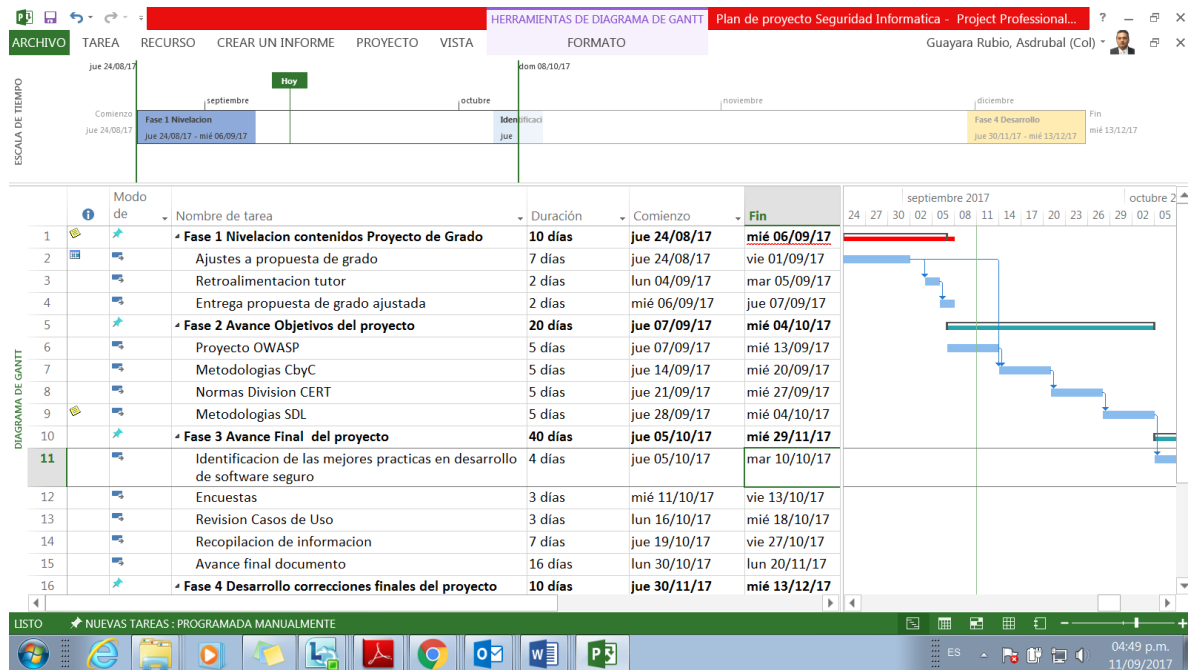 HERRAMIENTAS DE DIAGRAMA DE GANTT Plan de proyecto Seguridad Informatica - Project Professional... ?
ARCHIVO TAREA RECURSO CREAR UN INFORME PROYECTO VISTA FORMATO Guayara Rubio, Asdrubal (Col)
ESCALA DE TIEMPO
jue 24/08/17 dom 08/10/17
Hoy
septiembre octubre noviembre diciembre
Comienzo
jue 24/08/17
Fase 1 Nivelacion
jue 24/08/17 - mié 06/09/17
Identificaci
jue
Fase 4 Desarrollo
jue 30/11/17 - mié 13/12/17
Fin
mié 13/12/17
DIAGRAMA DE GANTT
Modo de Nombre de tarea Duración Comienzo Fin
septiembre 2017 octubre 2
24 27 30 02 05 08 11 14 17 20 23 26 29 02 05
1 Fase 1 Nivelacion contenidos Proyecto de Grado 10 días jue 24/08/17 mié 06/09/17
2 Ajustes a propuesta de grado 7 días jue 24/08/17 vie 01/09/17
3 Retroalimentacion tutor 2 días lun 04/09/17 mar 05/09/17
4 Entrega propuesta de grado ajustada 2 días mié 06/09/17 jue 07/09/17
5 Fase 2 Avance Objetivos del proyecto 20 días jue 07/09/17 mié 04/10/17
6 Proyecto OWASP 5 días jue 07/09/17 mié 13/09/17
7 Metodologias CbyC 5 días jue 14/09/17 mié 20/09/17
8 Normas Division CERT 5 días jue 21/09/17 mié 27/09/17
9 Metodologias SDL 5 días jue 28/09/17 mié 04/10/17
10 Fase 3 Avance Final del proyecto 40 días jue 05/10/17 mié 29/11/17
11 Identificacion de las mejores practicas en desarrollo 4 días jue 05/10/17 mar 10/10/17
de software seguro
12 Encuestas 3 días mié 11/10/17 vie 13/10/17
13 Revision Casos de Uso 3 días lun 16/10/17 mié 18/10/17
14 Recopilacion de informacion 7 días jue 19/10/17 vie 27/10/17
15 Avance final documento 16 días lun 30/10/17 lun 20/11/17
16 Fase 4 Desarrollo correcciones finales del proyecto 10 días jue 30/11/17 mié 13/12/17
LISTO NUEVAS TAREAS : PROGRAMADA MANUALMENTE
ES 04:49 p.m.
11/09/2017